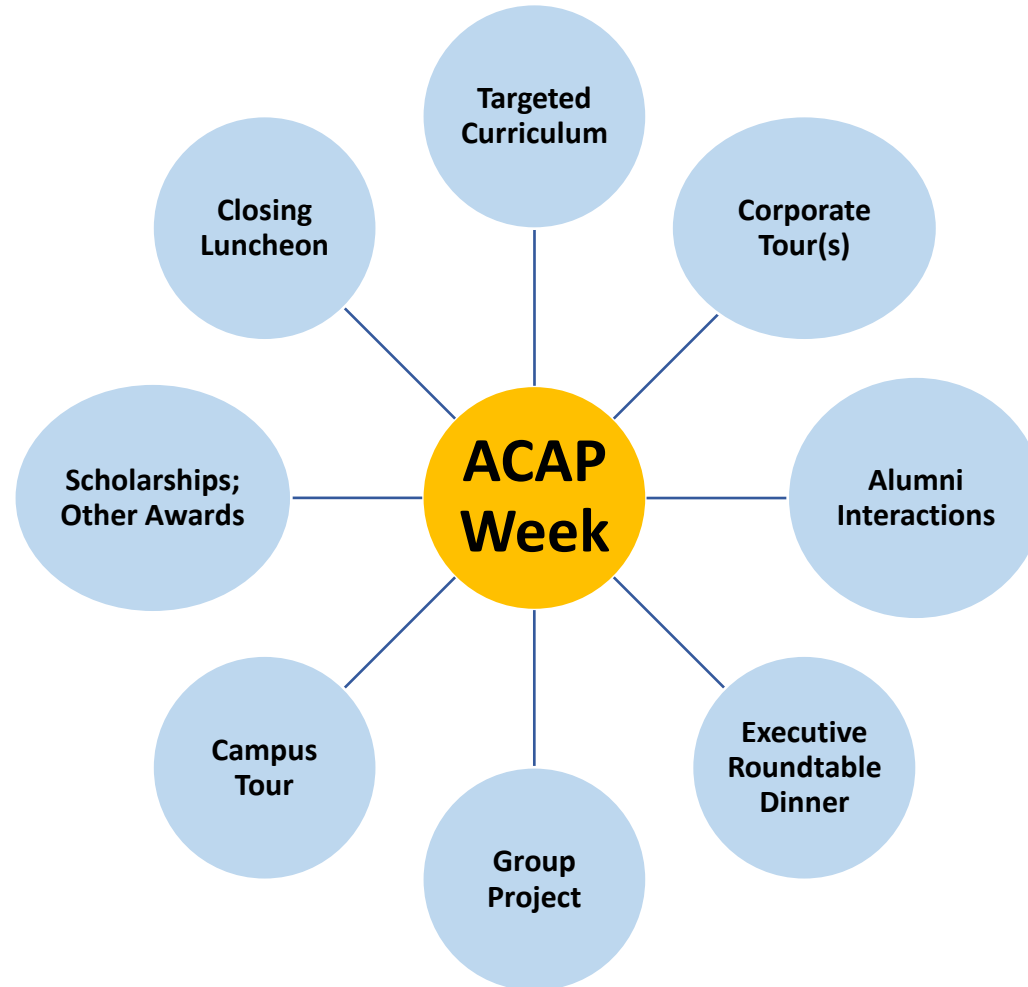 Targeted
Curriculum
Corporate
Tour(s)
Alumni
Interactions
Executive
Roundtable
Dinner
Group
Project
Campus
Tour
Scholarships;
Other Awards
Closing
Luncheon
ACAP
Week